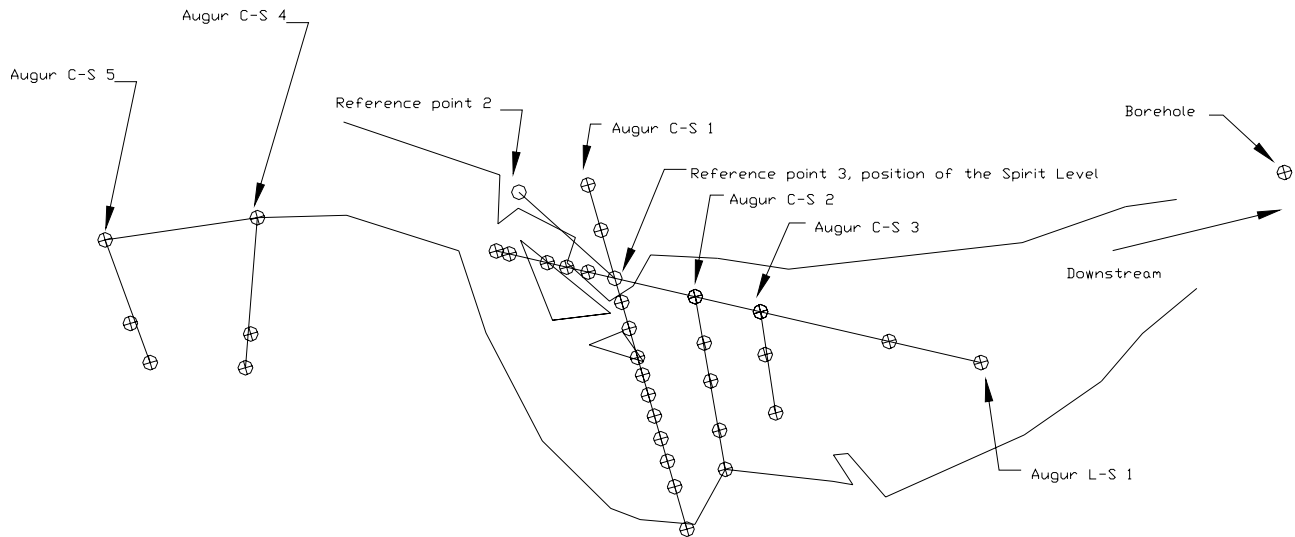 Augur C-S 4
Augur C-S 5
Reference point 2
Borehole
Augur C-S 1
Reference point 3, position of the Spirit Level
Augur C-S 2
Augur C-S 3
Downstream
Augur L-S 1